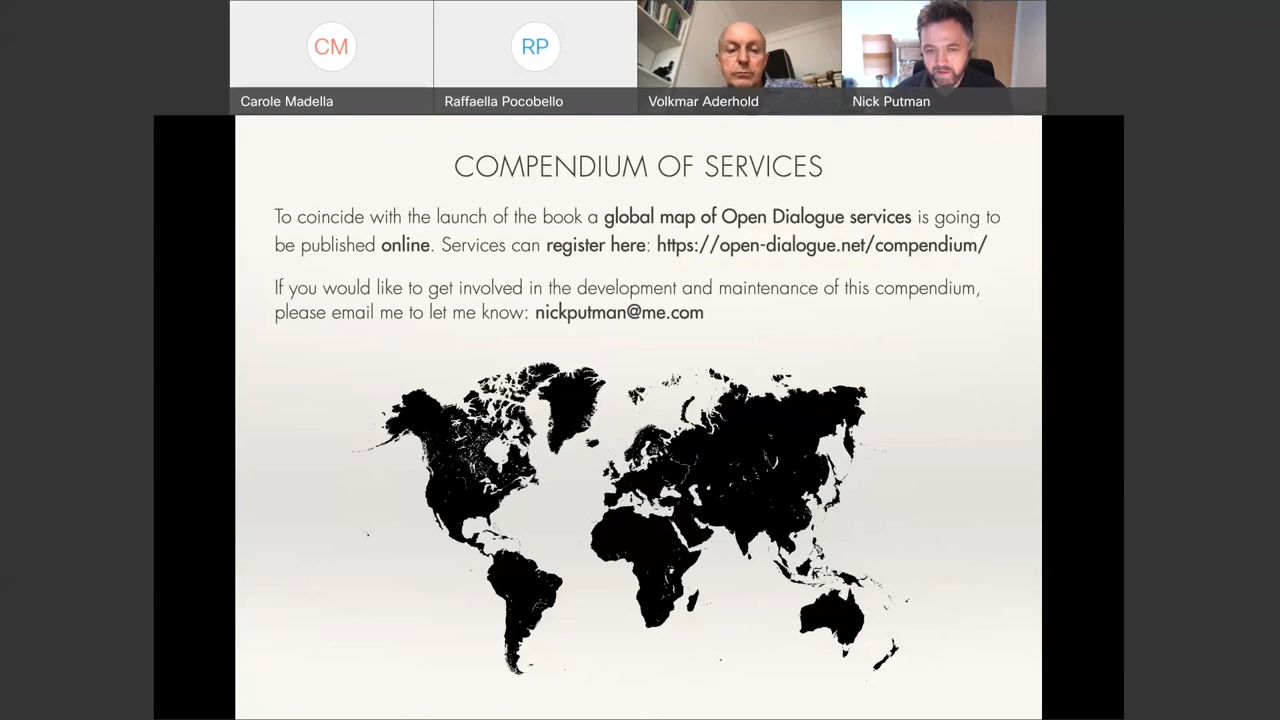 CM
RP
Carole Madella
Raffaella Pocobello
Volkmar Aderhold
Nick Putman
COMPENDIUM OF SERVICES
To coincide with the launch of the book a global map of Open Dialogue services is going to
be published online. Services can register here: https://open-dialogue.net/compendium/
If you would like to get involved in the development and maintenance of this compendium,
please email me to let me know: nickputman@me.com